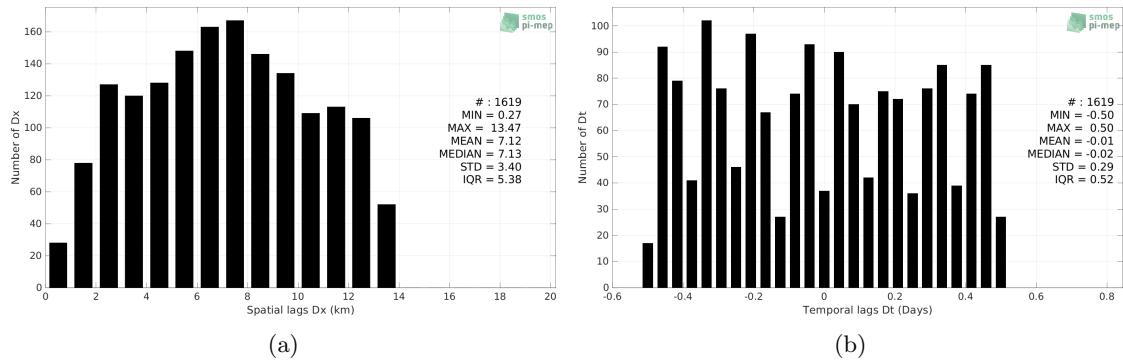 smos
pi-mep
160
140
120
100
80
60
40
20
0
Number of Dx
# : 1619
MIN = 0.27
MAX = 13.47
MEAN = 7.12
MEDIAN = 7.13
STD = 3.40
IQR = 5.38
0 2 4 6 8 10 12 14 16 18 20
Spatial lags Dx (km)
(a)
smos
pi-mep
100
90
80
70
60
50
40
30
20
10
0
Number of Dt
# : 1619
MIN = -0.50
MAX = 0.50
MEAN = -0.01
MEDIAN = -0.02
STD = 0.29
IQR = 0.52
-0.6 -0.4 -0.2 0 0.2 0.4 0.6 0.8
Temporal lags Dt (Days)
(b)